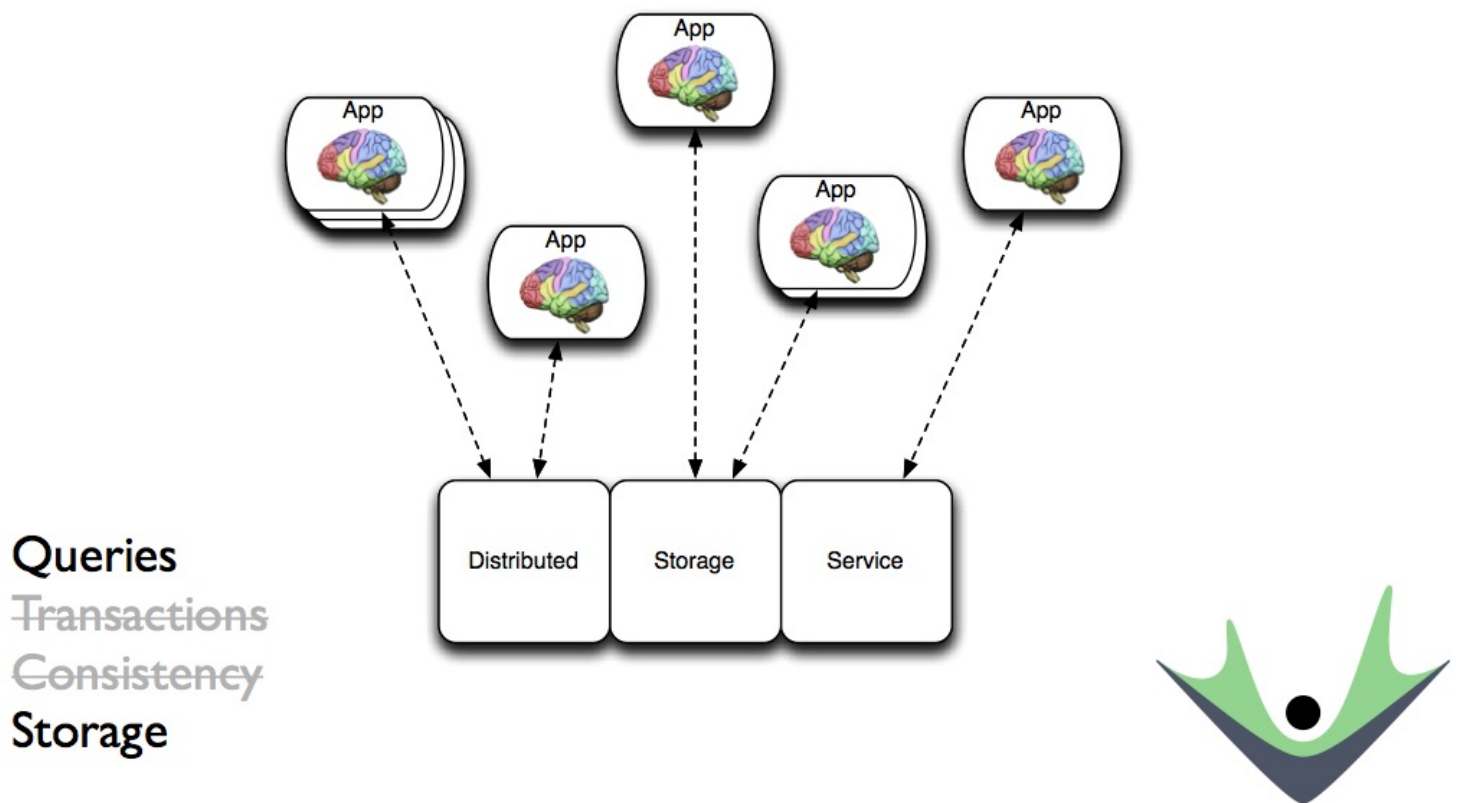 App
App
App
App
App
Distributed
Storage
Service
Queries
Transactions
Consistency
Storage